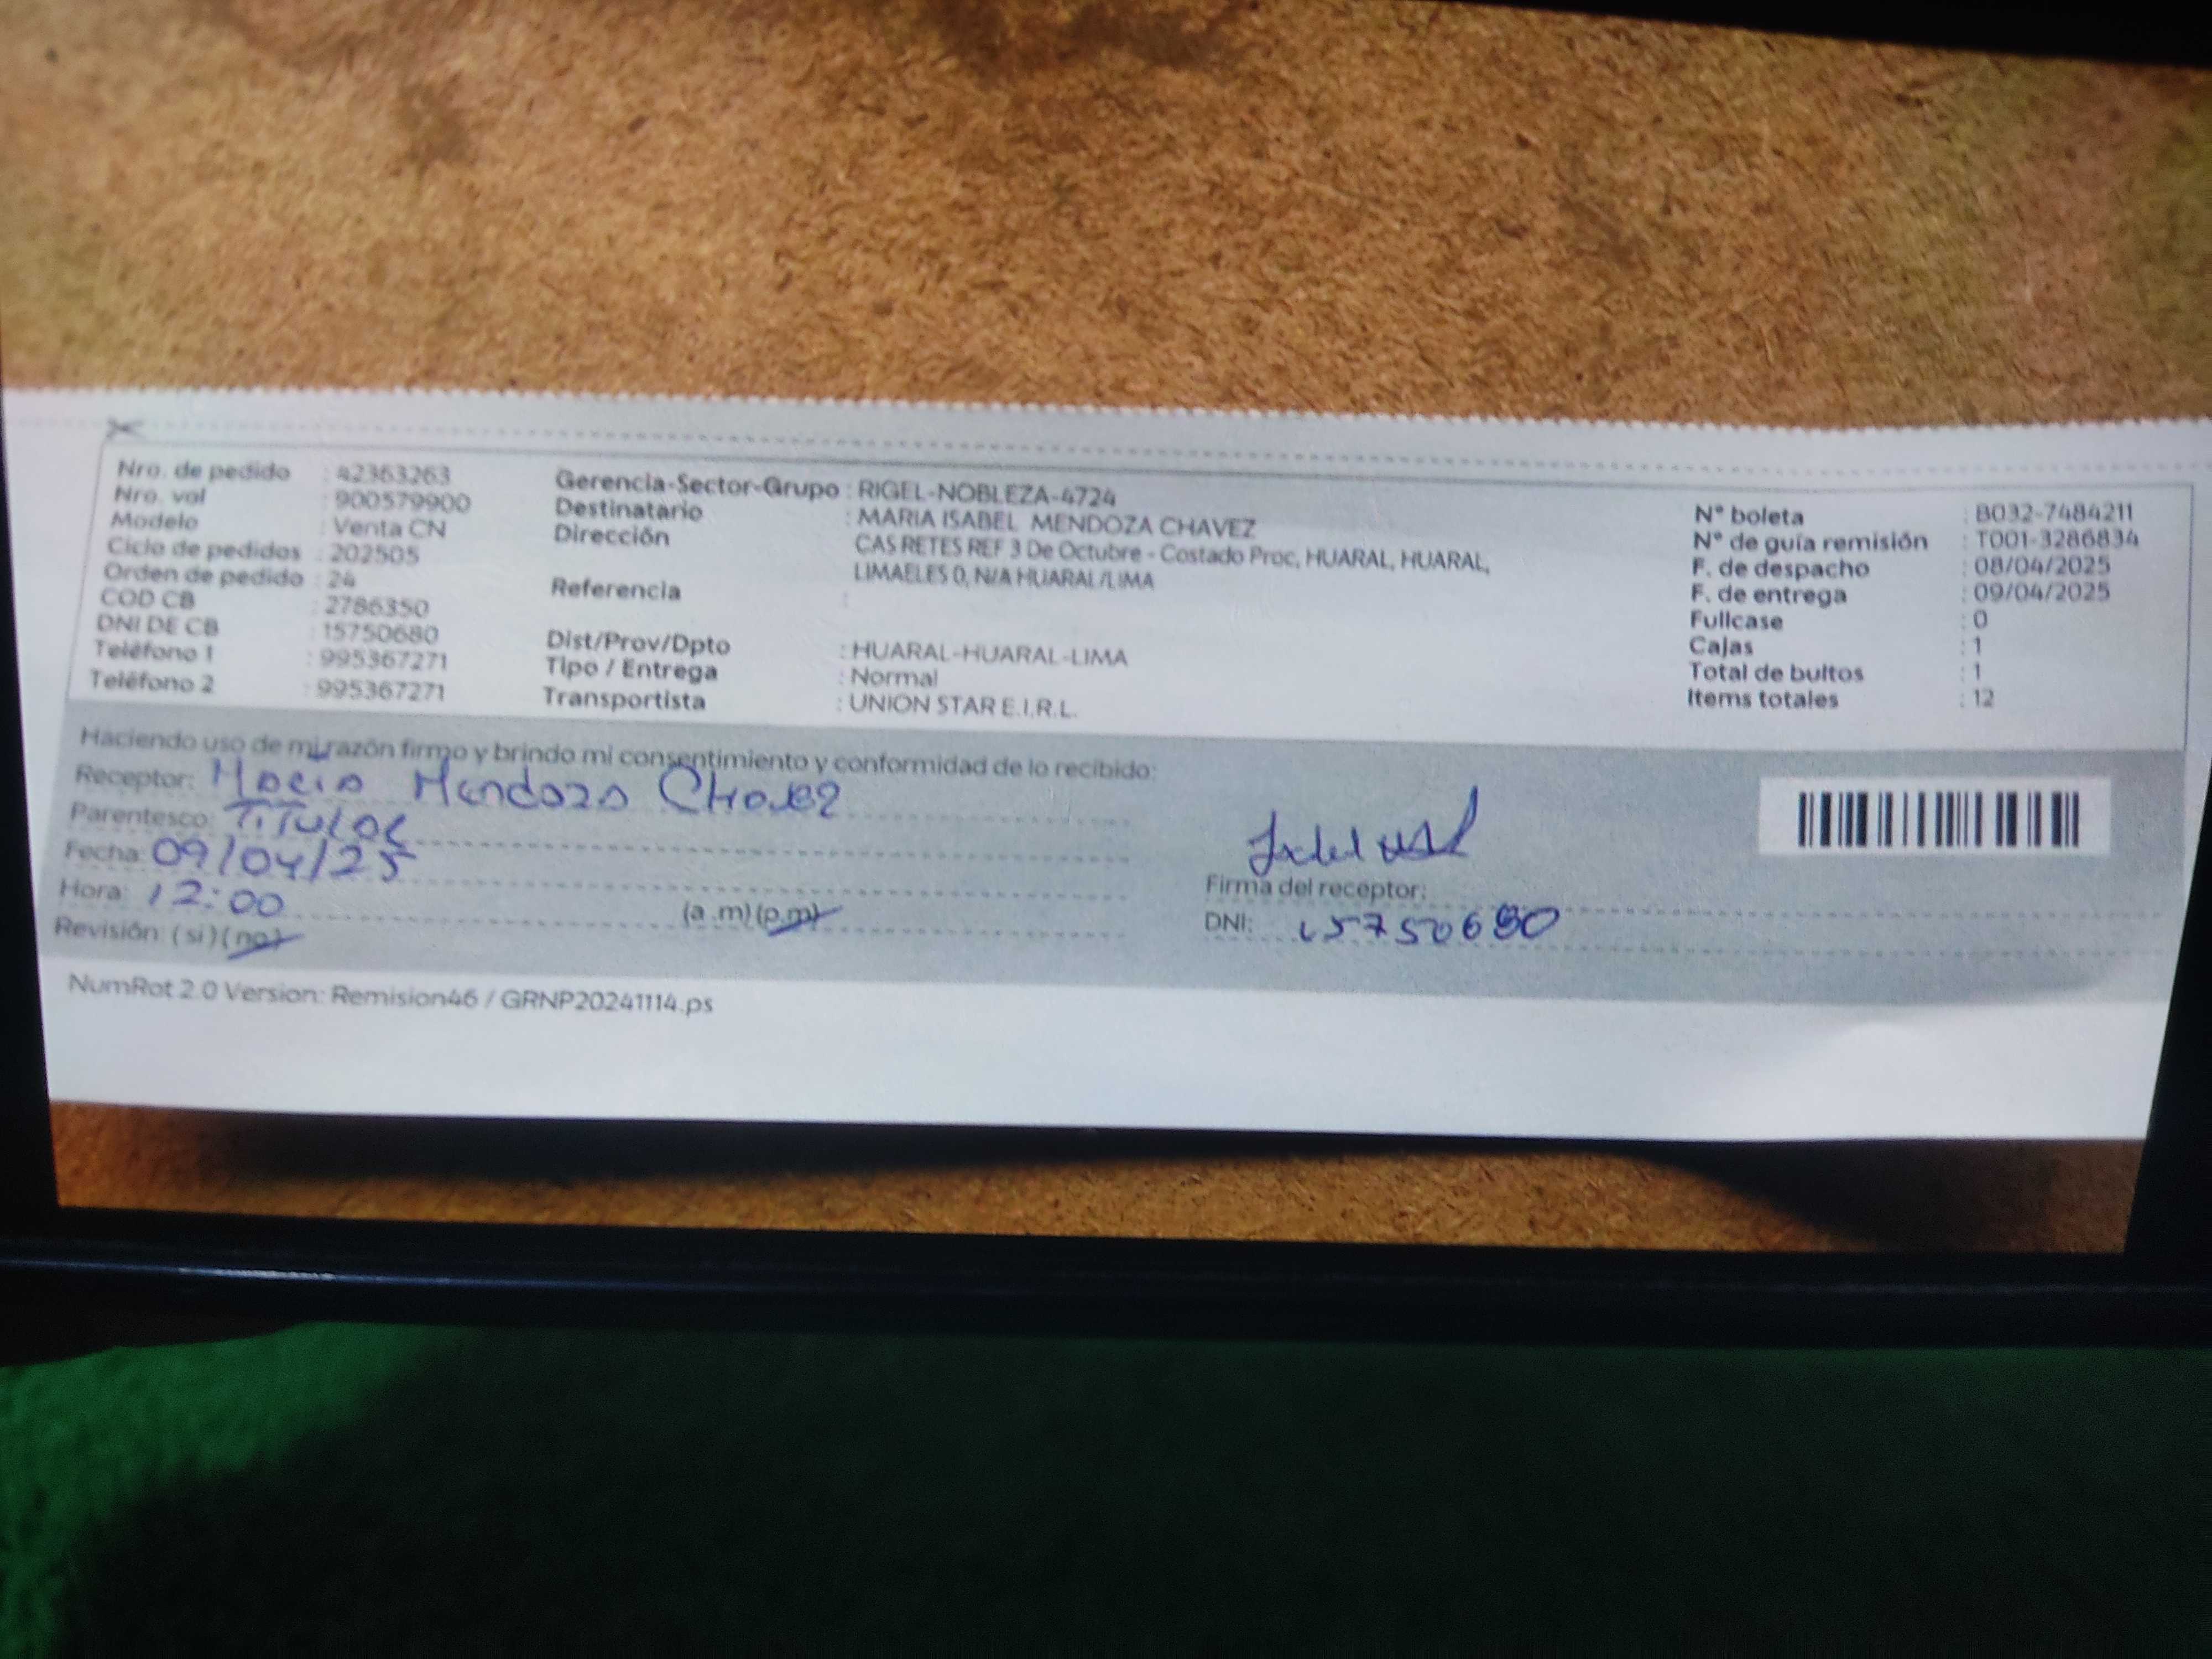 Nro. de pedido : 42363263
Nro. val : 900579900
Modelo : Venta CN
Ciclo de pedidos : 202505
Orden de pedido : 24
COD CB : 2786350
DNI DE CB : 15750680
Teléfono 1 : 995367271
Teléfono 2 : 995367271
Gerencia-Sector-Grupo : RIGEL-NOBLEZA-4724
Destinatario : MARIA ISABEL MENDOZA CHAVEZ
Dirección CAS RETES REF 3 De Octubre - Costado Proc, HUARAL, HUARAL,
LIMAELES 0, N/A HUARAL/LIMA
Referencia :
Dist/Prov/Dpto : HUARAL-HUARAL-LIMA
Tipo / Entrega : Normal
Transportista : UNION STAR E.I.R.L.
N° boleta : B032-7484211
N° de guía remisión : T001-3286834
F. de despacho : 08/04/2025
F. de entrega : 09/04/2025
Fullcase : 0
Cajas : 1
Total de bultos : 1
Items totales : 12
Haciendo uso de mi razón firmo y brindo mi consentimiento y conformidad de lo recibido:
Receptor: María Mendoza Chavez
Parentesco: Titular
Fecha: 09/04/25
Hora: 12:00 (a.m) (p.m)
Revisión: (si) (no)
Firma del receptor:
DNI: 15750680
NumRot 2.0 Version: Remision46 / GRNP20241114.ps